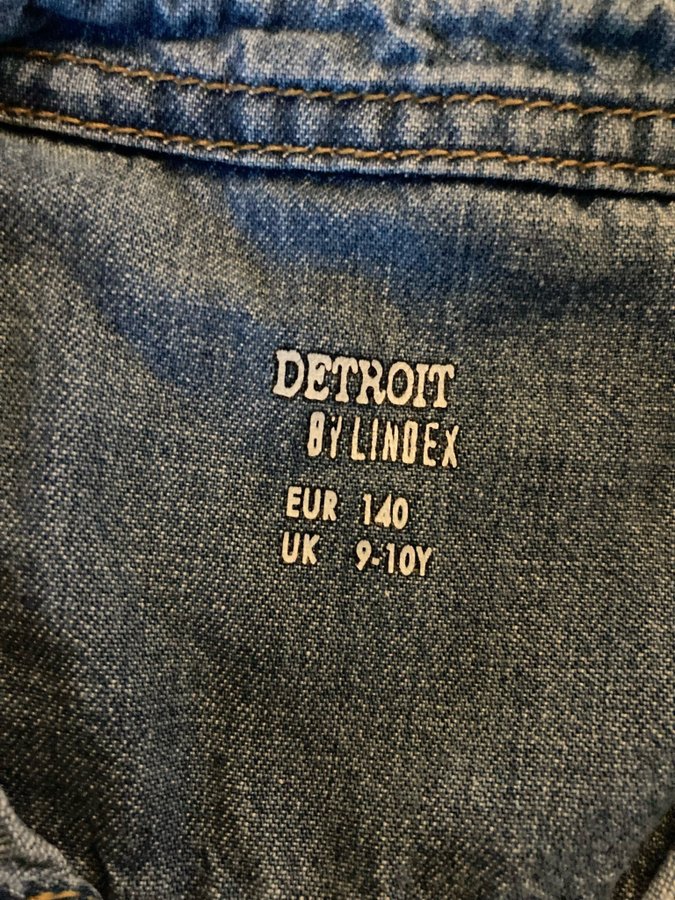 DETROIT
BY LINDEX
EUR 140
UK 9-10Y